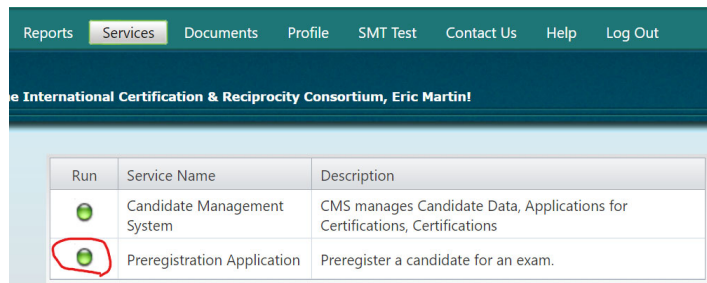 Reports Services Documents Profile SMT Test Contact Us Help Log Out
e International Certification & Reciprocity Consortium, Eric Martin!
Run Service Name Description
Candidate Management System CMS manages Candidate Data, Applications for Certifications, Certifications
Preregistration Application Preregister a candidate for an exam.